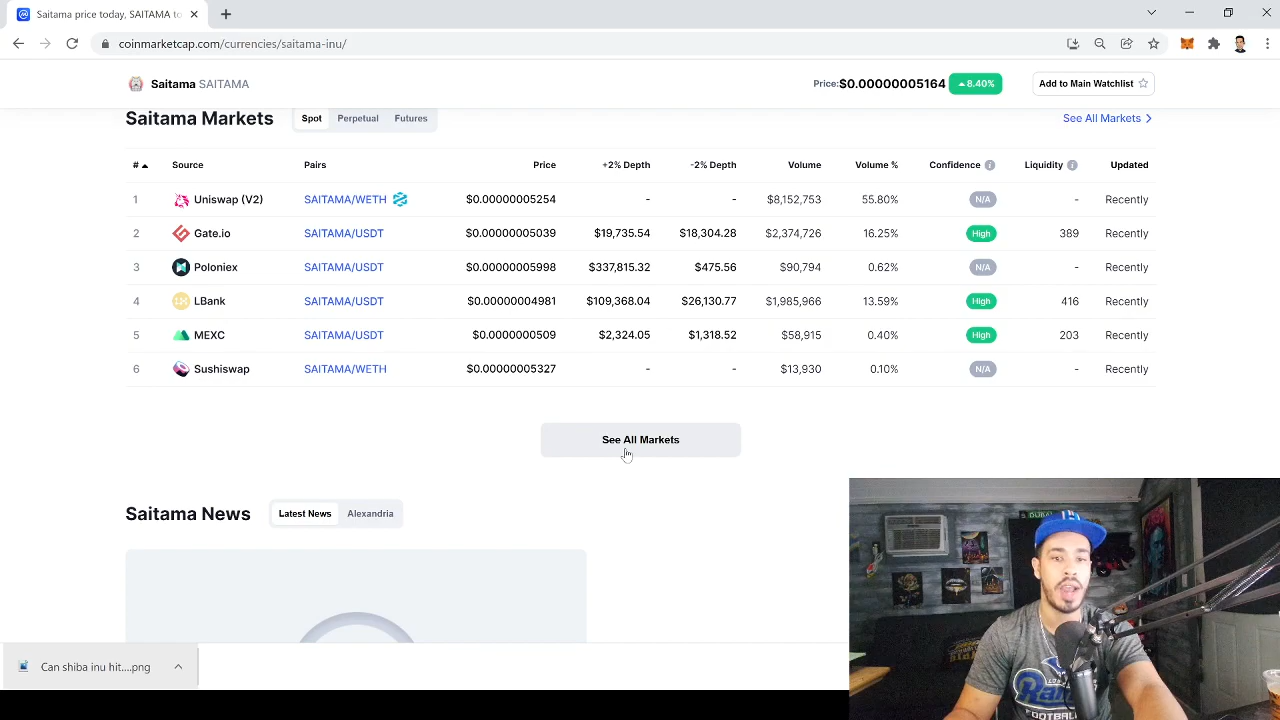 Saitama price today, SAITAMA to
coinmarketcap.com/currencies/saitama-inu/
Saitama SAITAMA
Price: $0.00000005164 8.40%
Add to Main Watchlist
Saitama Markets Spot Perpetual Futures See All Markets
# Source Pairs Price +2% Depth -2% Depth Volume Volume % Confidence Liquidity Updated
1 Uniswap (V2) SAITAMA/WETH $0.00000005254 - - $8,152,753 55.80% N/A - Recently
2 Gate.io SAITAMA/USDT $0.00000005039 $19,735.54 $18,304.28 $2,374,726 16.25% High 389 Recently
3 Poloniex SAITAMA/USDT $0.00000005998 $337,815.32 $475.56 $90,794 0.62% N/A - Recently
4 LBank SAITAMA/USDT $0.00000004981 $109,368.04 $26,130.77 $1,985,966 13.59% High 416 Recently
5 MEXC SAITAMA/USDT $0.0000000509 $2,324.05 $1,318.52 $58,915 0.40% High 203 Recently
6 Sushiswap SAITAMA/WETH $0.00000005327 - - $13,930 0.10% N/A - Recently
See All Markets
Saitama News Latest News Alexandria
Can shiba inu hit....png
Rams
FOOTBALL